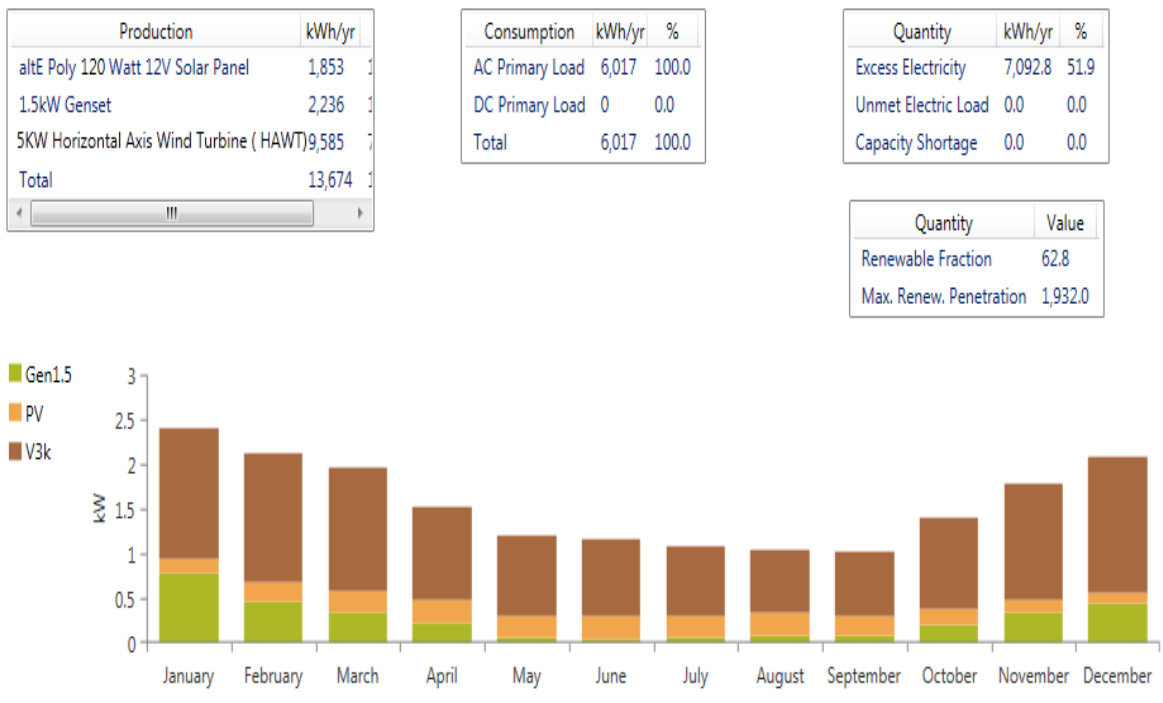 Production kWh/yr
altE Poly 120 Watt 12V Solar Panel 1,853
1.5kW Genset 2,236
5KW Horizontal Axis Wind Turbine ( HAWT) 9,585
Total 13,674
Consumption kWh/yr %
AC Primary Load 6,017 100.0
DC Primary Load 0 0.0
Total 6,017 100.0
Quantity kWh/yr %
Excess Electricity 7,092.8 51.9
Unmet Electric Load 0.0 0.0
Capacity Shortage 0.0 0.0
Quantity Value
Renewable Fraction 62.8
Max. Renew. Penetration 1,932.0
Gen1.5
PV
V3k
kW
3
2.5
2
1.5
1
0.5
0
January February March April May June July August September October November December